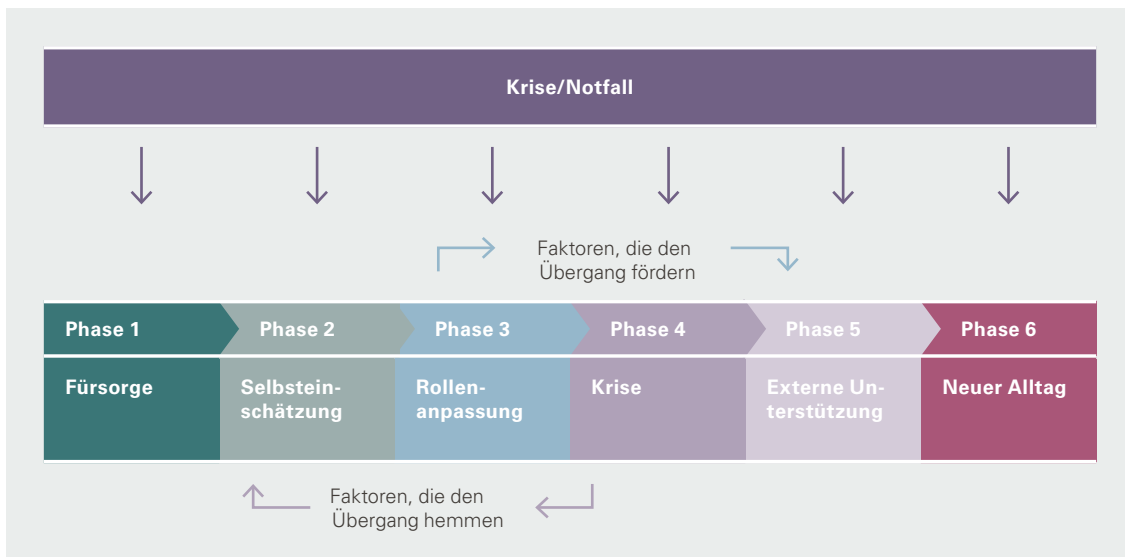 Krise/Notfall
Faktoren, die den
Übergang fördern
Phase 1
Phase 2
Phase 3
Phase 4
Phase 5
Phase 6
Fürsorge
Selbstein-
schätzung
Rollen-
anpassung
Krise
Externe Un-
terstützung
Neuer Alltag
Faktoren, die den
Übergang hemmen